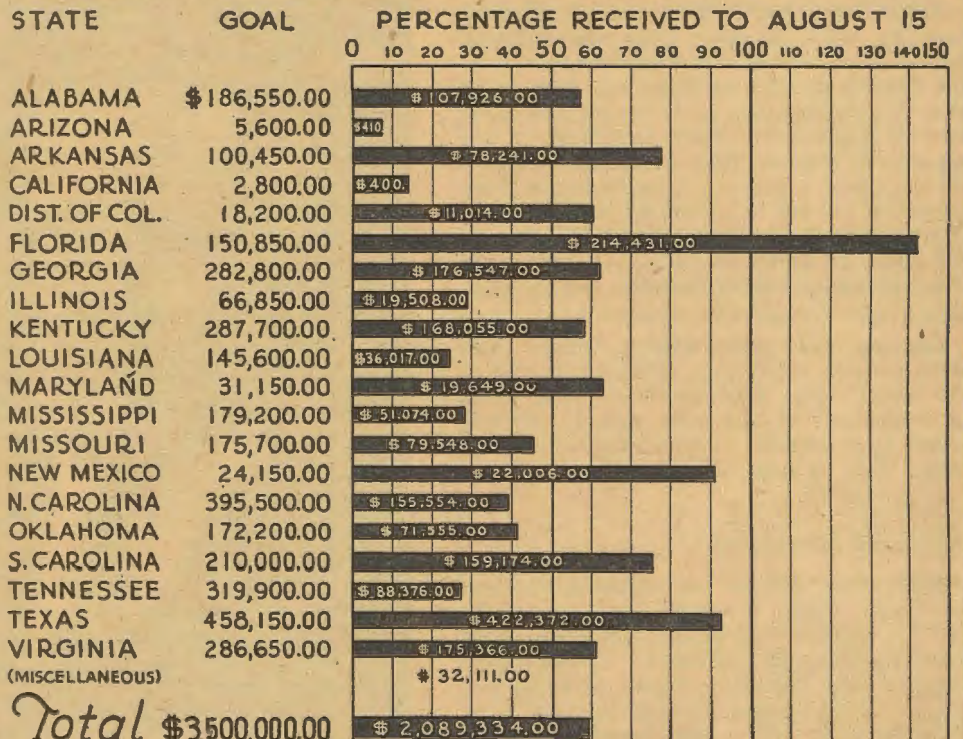 STATE GOAL PERCENTAGE RECEIVED TO AUGUST 15
0 10 20 30 40 50 60 70 80 90 100 110 120 130 140 150
ALABAMA $186,550.00 $107,926.00
ARIZONA 5,600.00 $410
ARKANSAS 100,450.00 $78,241.00
CALIFORNIA 2,800.00 $400.
DIST. OF COL. 18,200.00 $11,014.00
FLORIDA 150,850.00 $214,431.00
GEORGIA 282,800.00 $176,547.00
ILLINOIS 66,850.00 $19,508.00
KENTUCKY 287,700.00 $168,055.00
LOUISIANA 145,600.00 $36,017.00
MARYLAND 31,150.00 $19,649.00
MISSISSIPPI 179,200.00 $51.074.00
MISSOURI 175,700.00 $79.548.00
NEW MEXICO 24,150.00 $22,006.00
N. CAROLINA 395,500.00 $155,554.00
OKLAHOMA 172,200.00 $71,555.00
S. CAROLINA 210,000.00 $159,174.00
TENNESSEE 319,900.00 $88,376.00
TEXAS 458,150.00 $422,372.00
VIRGINIA 286,650.00 $175,366.00
(MISCELLANEOUS) $32,111.00
Total $3500,000.00 $2,089,334.00